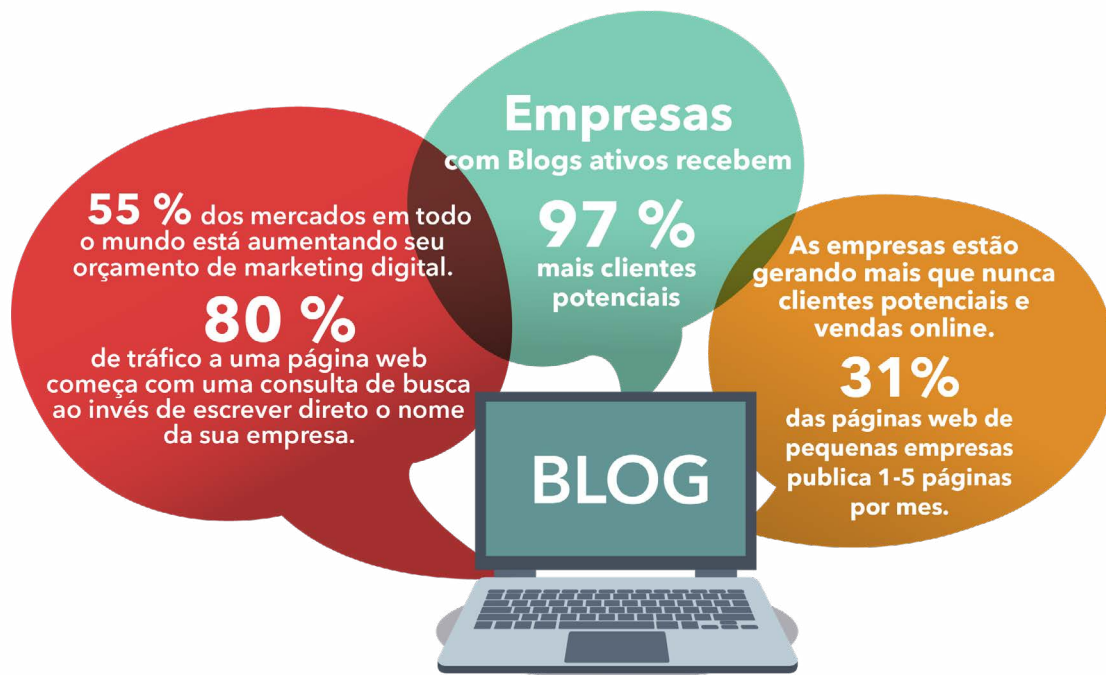 55 % dos mercados em todo
o mundo está aumentando seu
orçamento de marketing digital.
80 %
de tráfico a uma página web
começa com uma consulta de busca
ao invés de escrever direto o nome
da sua empresa.
Empresas
com Blogs ativos recebem
97 %
mais clientes
potenciais
As empresas estão
gerando mais que nunca
clientes potenciais e
vendas online.
31%
das páginas web de
pequenas empresas
publica 1-5 páginas
por mes.
BLOG